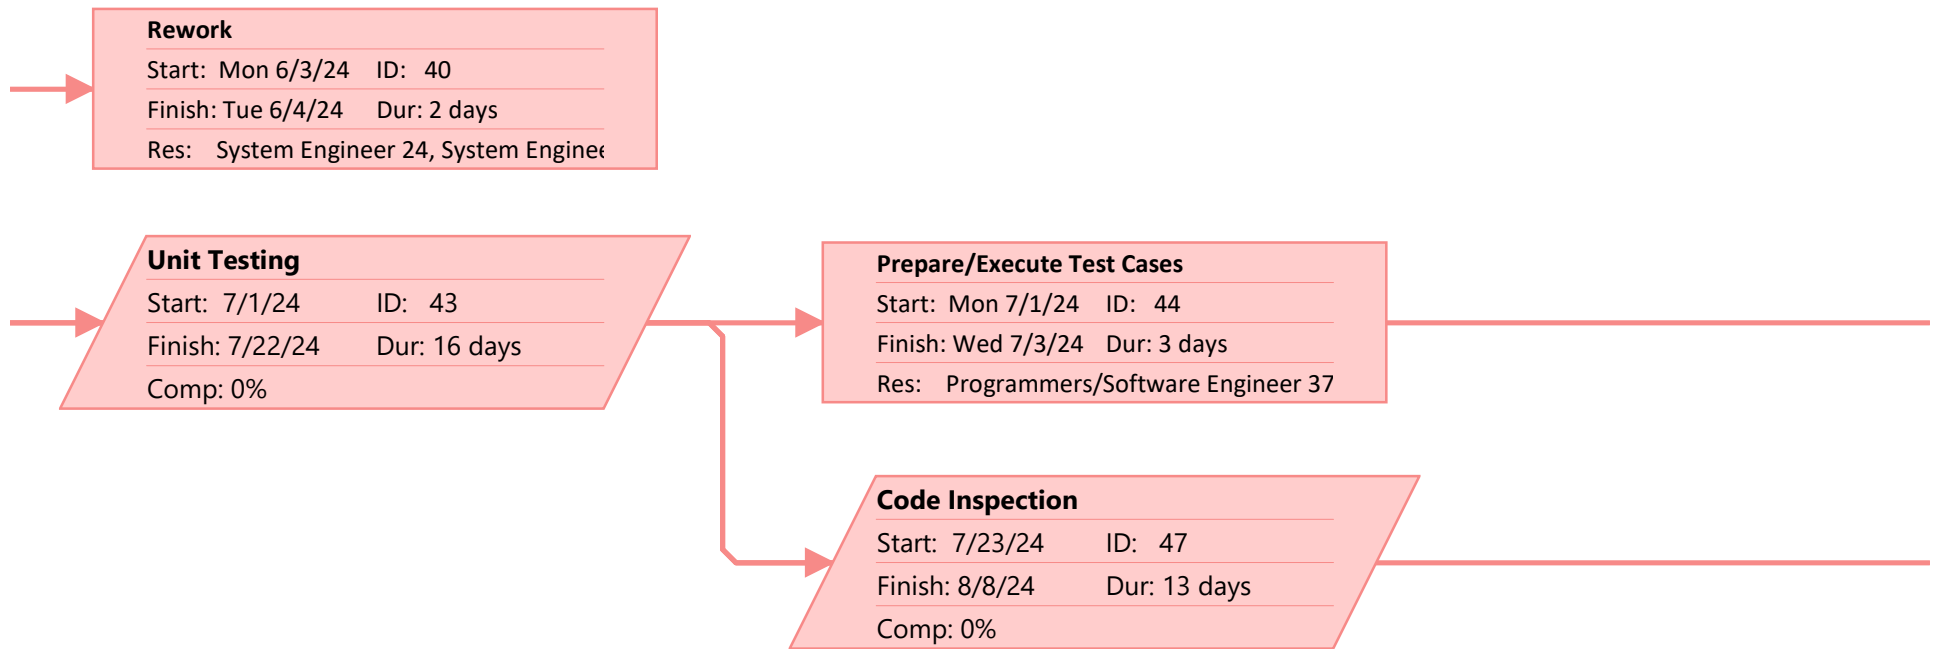 Rework
Start: Mon 6/3/24 ID: 40
Finish: Tue 6/4/24 Dur: 2 days
Res: System Engineer 24, System
Unit Testing
Start: 7/1/24 ID: 43
Finish: 7/22/24 Dur: 16 days
Comp: 0%
Prepare/Execute Test Cases
Start: Mon 7/1/24 ID: 44
Finish: Wed 7/3/24 Dur: 3 days
Res: Programmers/Software Engineer 37
Code Inspection
Start: 7/23/24 ID: 47
Finish: 8/8/24 Dur: 13 days
Comp: 0%